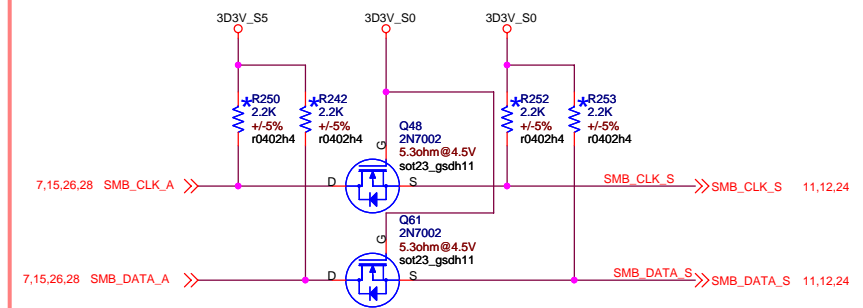 3D3V_S5 3D3V_S0 3D3V_S0
*R250 *R242 *R252 *R253
2.2K 2.2K 2.2K 2.2K
+/-5% +/-5% +/-5% +/-5%
r0402h4 r0402h4 r0402h4 r0402h4
Q48
2N7002
5.3ohm@4.5V
sot23_gsdh11
G
7,15,26,28 SMB_CLK_A D S SMB_CLK_S SMB_CLK_S 11,12,24
Q61
2N7002
5.3ohm@4.5V
sot23_gsdh11
G
7,15,26,28 SMB_DATA_A D S SMB_DATA_S SMB_DATA_S 11,12,24